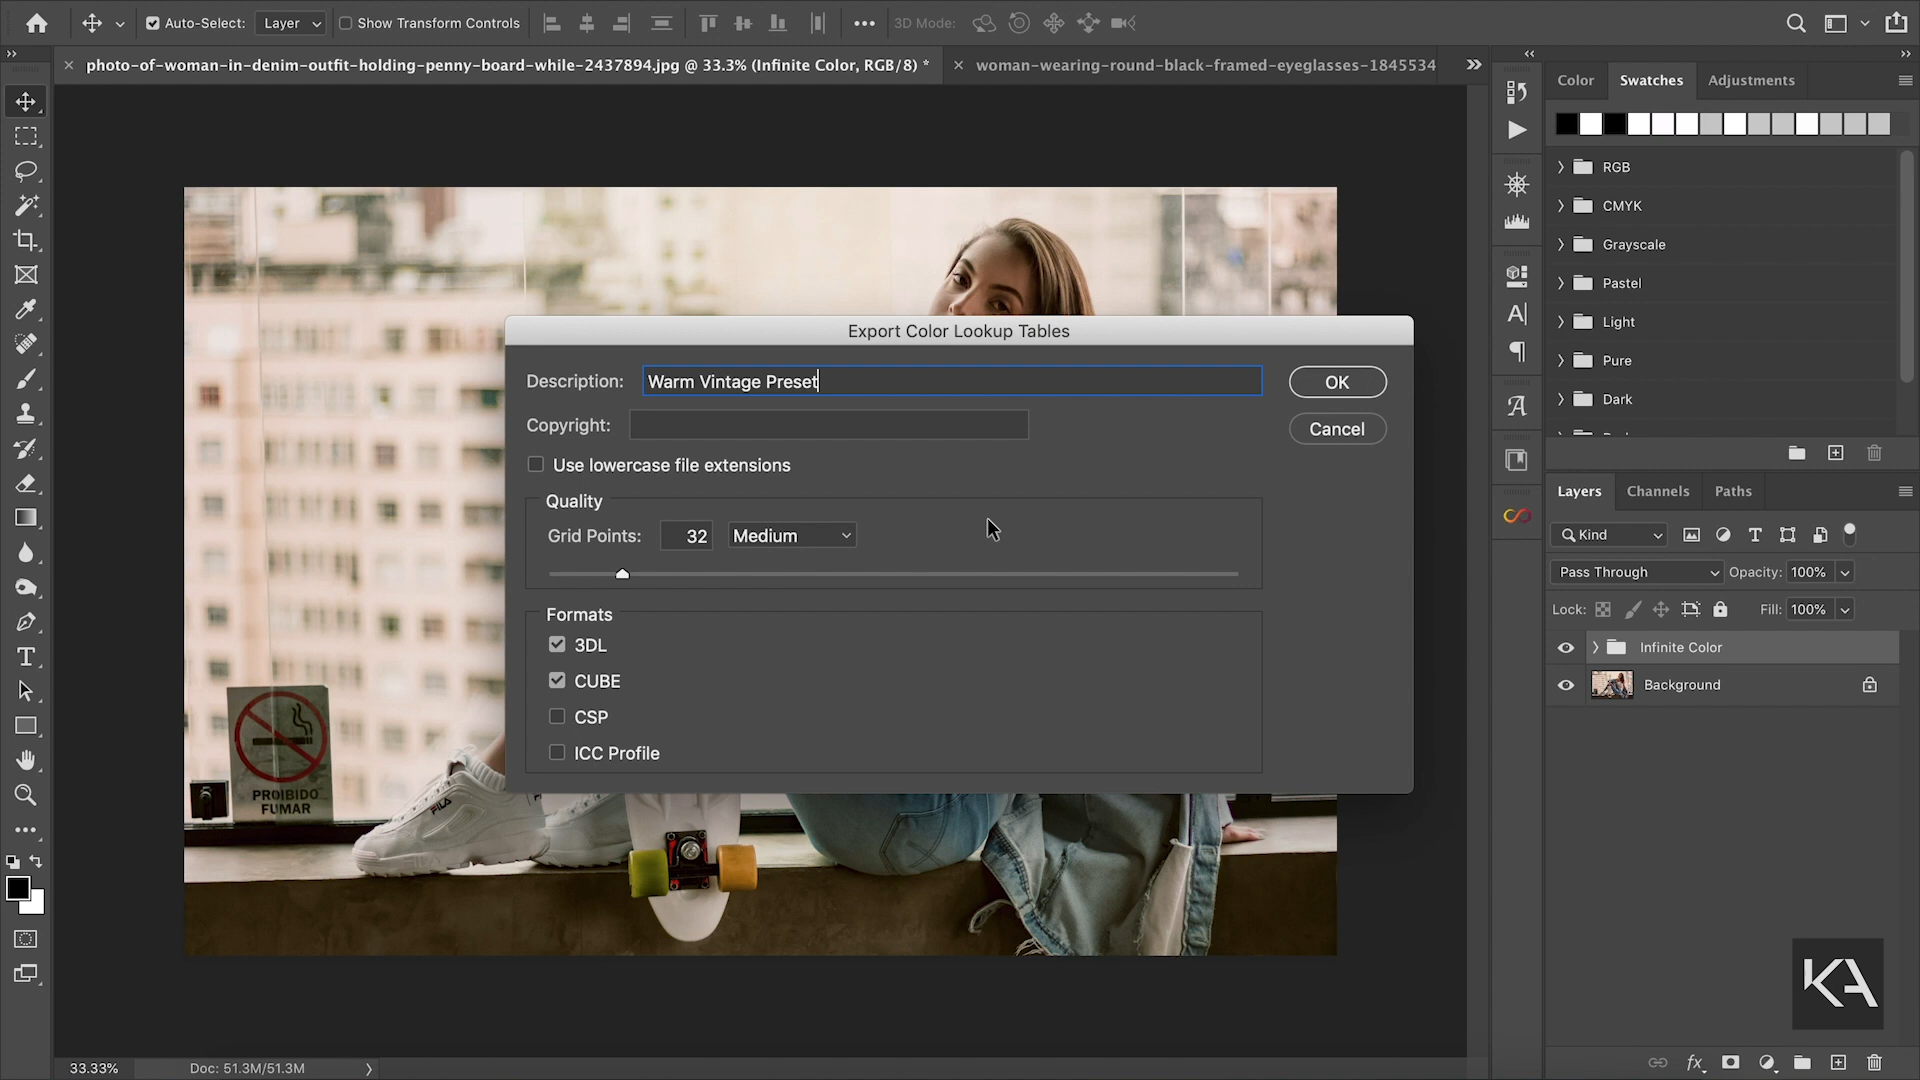 Auto-Select:
Layer
Show Transform Controls
3D Mode:
photo-of-woman-in-denim-outfit-holding-penny-board-while-2437894.jpg @ 33.3% (Infinite Color, RGB/8) *
woman-wearing-round-black-framed-eyeglasses-1845534
Color
Swatches
Adjustments
RGB
CMYK
Grayscale
Pastel
Light
Pure
Dark
Export Color Lookup Tables
Description:
Warm Vintage Preset
OK
Copyright:
Cancel
Use lowercase file extensions
Quality
Grid Points:
32
Medium
Formats
3DL
CUBE
CSP
ICC Profile
Layers
Channels
Paths
Kind
Pass Through
Opacity:
100%
Lock:
Fill:
100%
Infinite Color
Background
PROIBIDO
FUMAR
FILA
KA
33.33%
Doc: 51.3M/51.3M